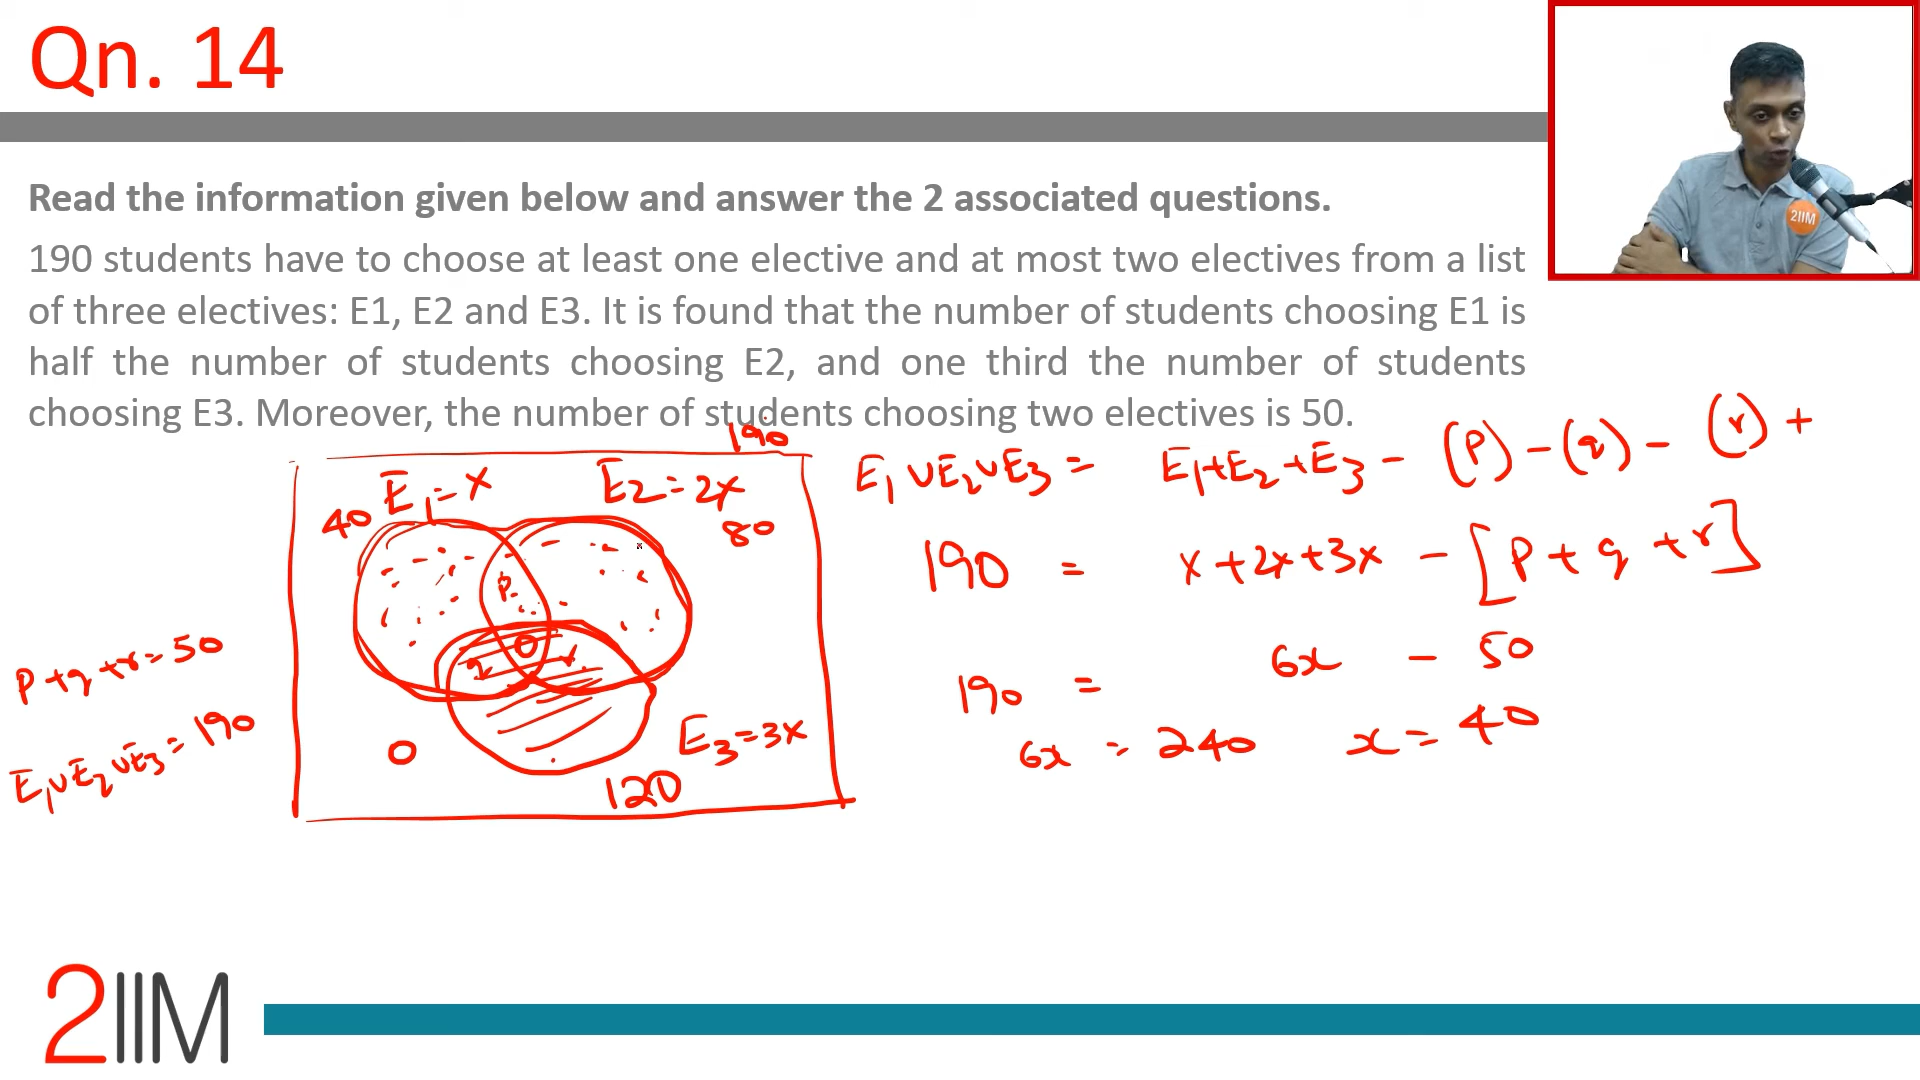 Qn. 14
2IIM
Read the information given below and answer the 2 associated questions.
190 students have to choose at least one elective and at most two electives from a list
of three electives: E1, E2 and E3. It is found that the number of students choosing E1 is
half the number of students choosing E2, and one third the number of students
choosing E3. Moreover, the number of students choosing two electives is 50.
190
E₁ = x
E2 = 2x
40
80
p
0
q
r
E₃ = 3x
0
120
p + q + r = 50
E₁∪E₂∪E₃ = 190
E₁∪E₂∪E₃ = E₁+E₂+E₃ - (p) - (q) - (r) +
190 = x + 2x + 3x - [p + q + r]
190 = 6x - 50
6x = 240 x = 40
2IIM